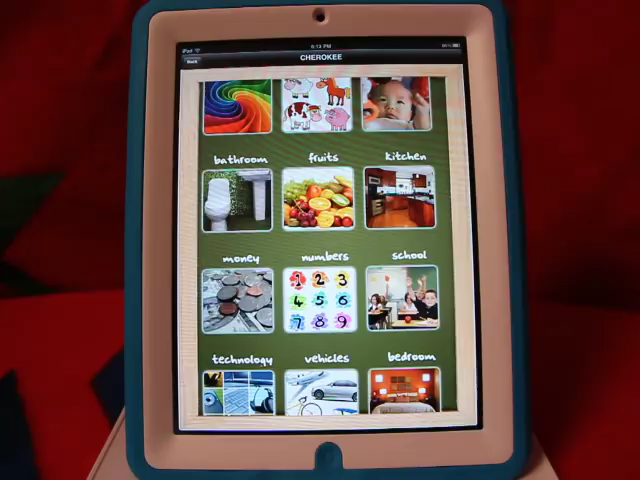 iPad 6:13 PM
Back CHEROKEE
bathroom fruits kitchen
money numbers school
1 2 3
4 5 6
7 8 9
technology vehicles bedroom